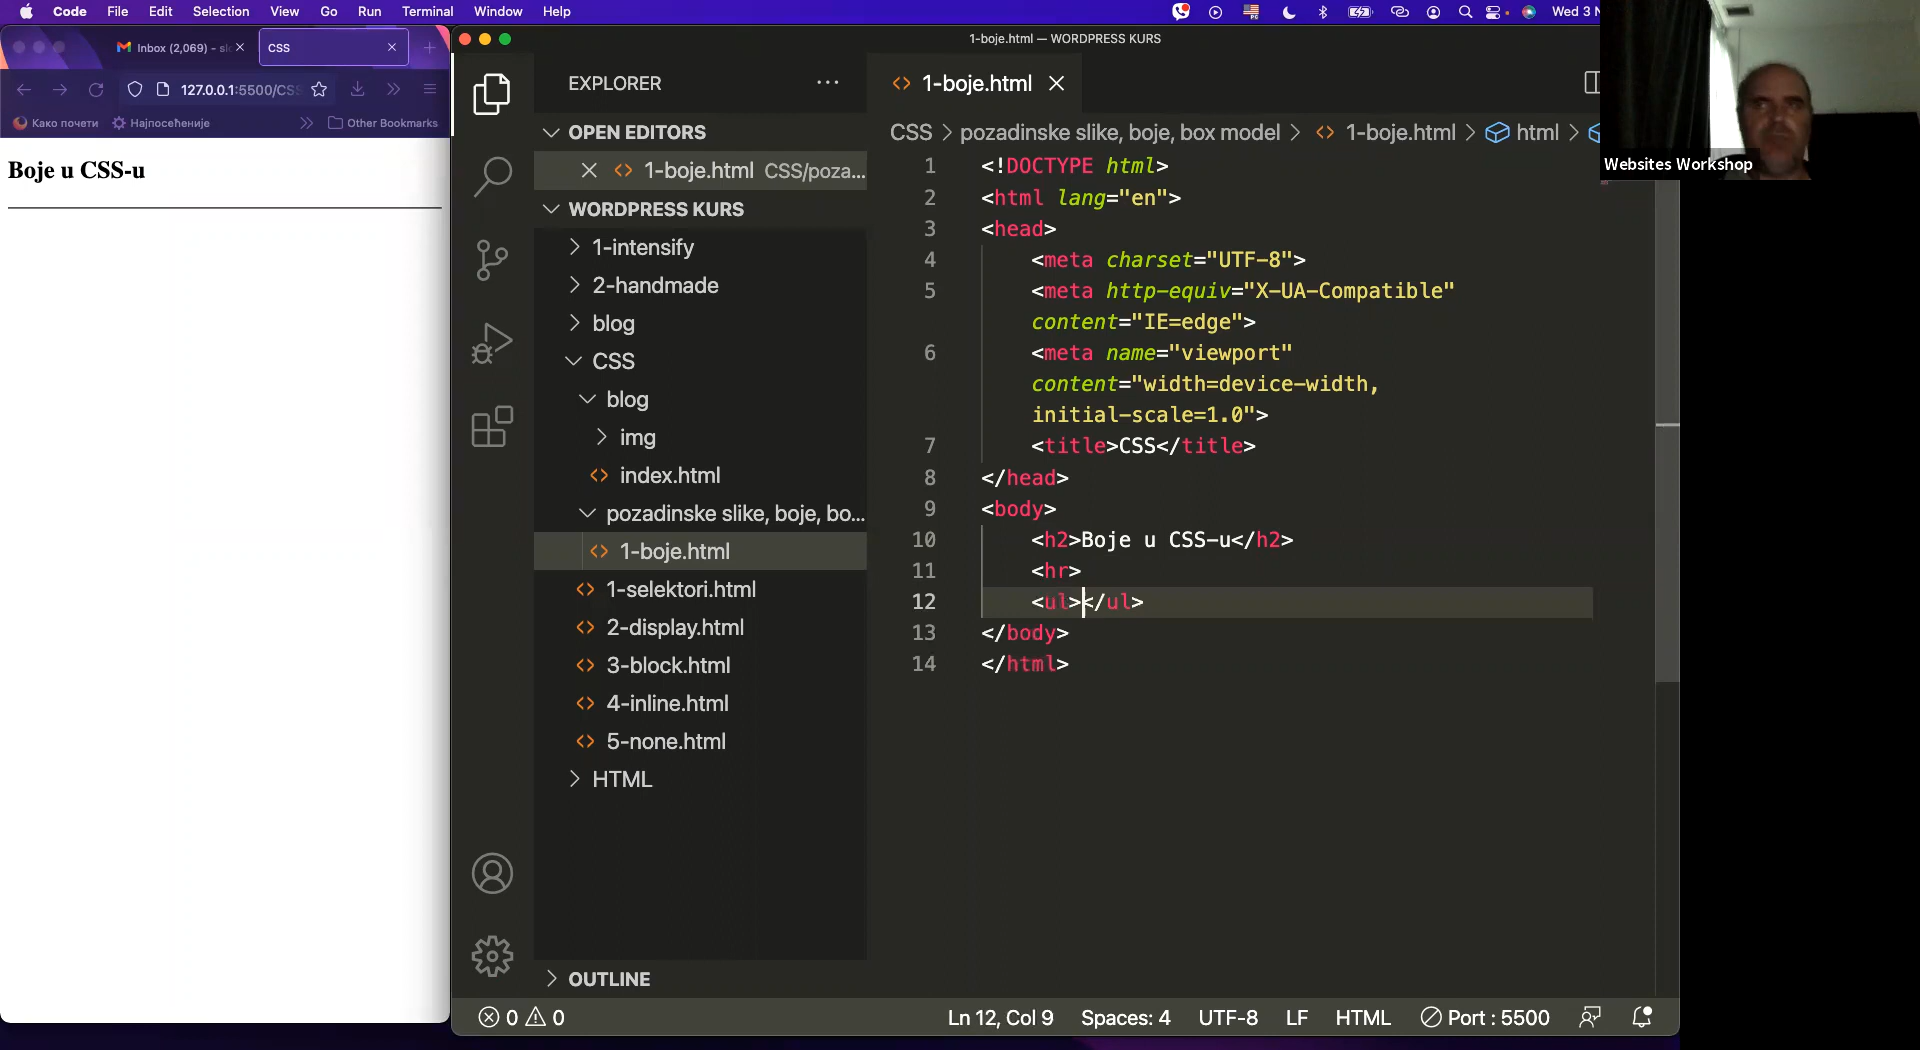 Code File Edit Selection View Go Run Terminal Window Help
Wed 3 N
Inbox (2,069) - sl
CSS
127.0.0.1:5500/CSS
Како почети Најпосећеније Other Bookmarks
Boje u CSS-u
1-boje.html — WORDPRESS KURS
EXPLORER
OPEN EDITORS
1-boje.html CSS/poza...
WORDPRESS KURS
1-intensify
2-handmade
blog
CSS
blog
img
index.html
pozadinske slike, boje, bo...
1-boje.html
1-selektori.html
2-display.html
3-block.html
4-inline.html
5-none.html
HTML
OUTLINE
1-boje.html
CSS > pozadinske slike, boje, box model > 1-boje.html > html >
1 <!DOCTYPE html>
2 <html lang="en">
3 <head>
4 <meta charset="UTF-8">
5 <meta http-equiv="X-UA-Compatible"
content="IE=edge">
6 <meta name="viewport"
content="width=device-width,
initial-scale=1.0">
7 <title>CSS</title>
8 </head>
9 <body>
10 <h2>Boje u CSS-u</h2>
11 <hr>
12 <ul></ul>
13 </body>
14 </html>
0 0
Ln 12, Col 9 Spaces: 4 UTF-8 LF HTML Port : 5500
Websites Workshop